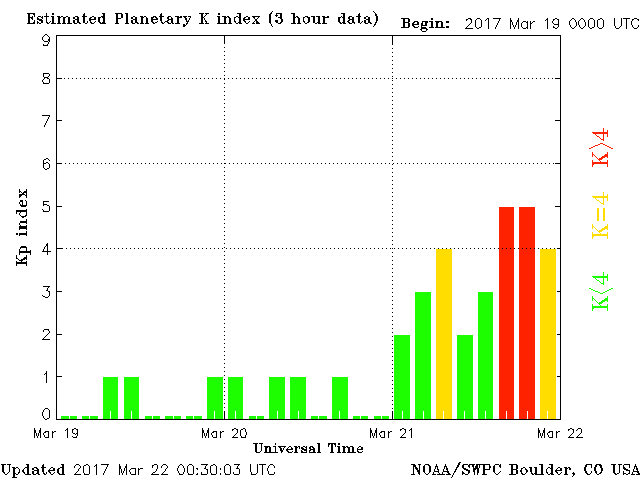 Estimated Planetary K index (3 hour data)
Begin: 2017 Mar 19 0000 UTC
9
8
7
6
5
4
3
2
1
0
Kp index
K>4
K=4
K<4
Mar 19
Mar 20
Mar 21
Mar 22
Universal Time
Updated 2017 Mar 22 00:30:03 UTC
NOAA/SWPC Boulder, CO USA